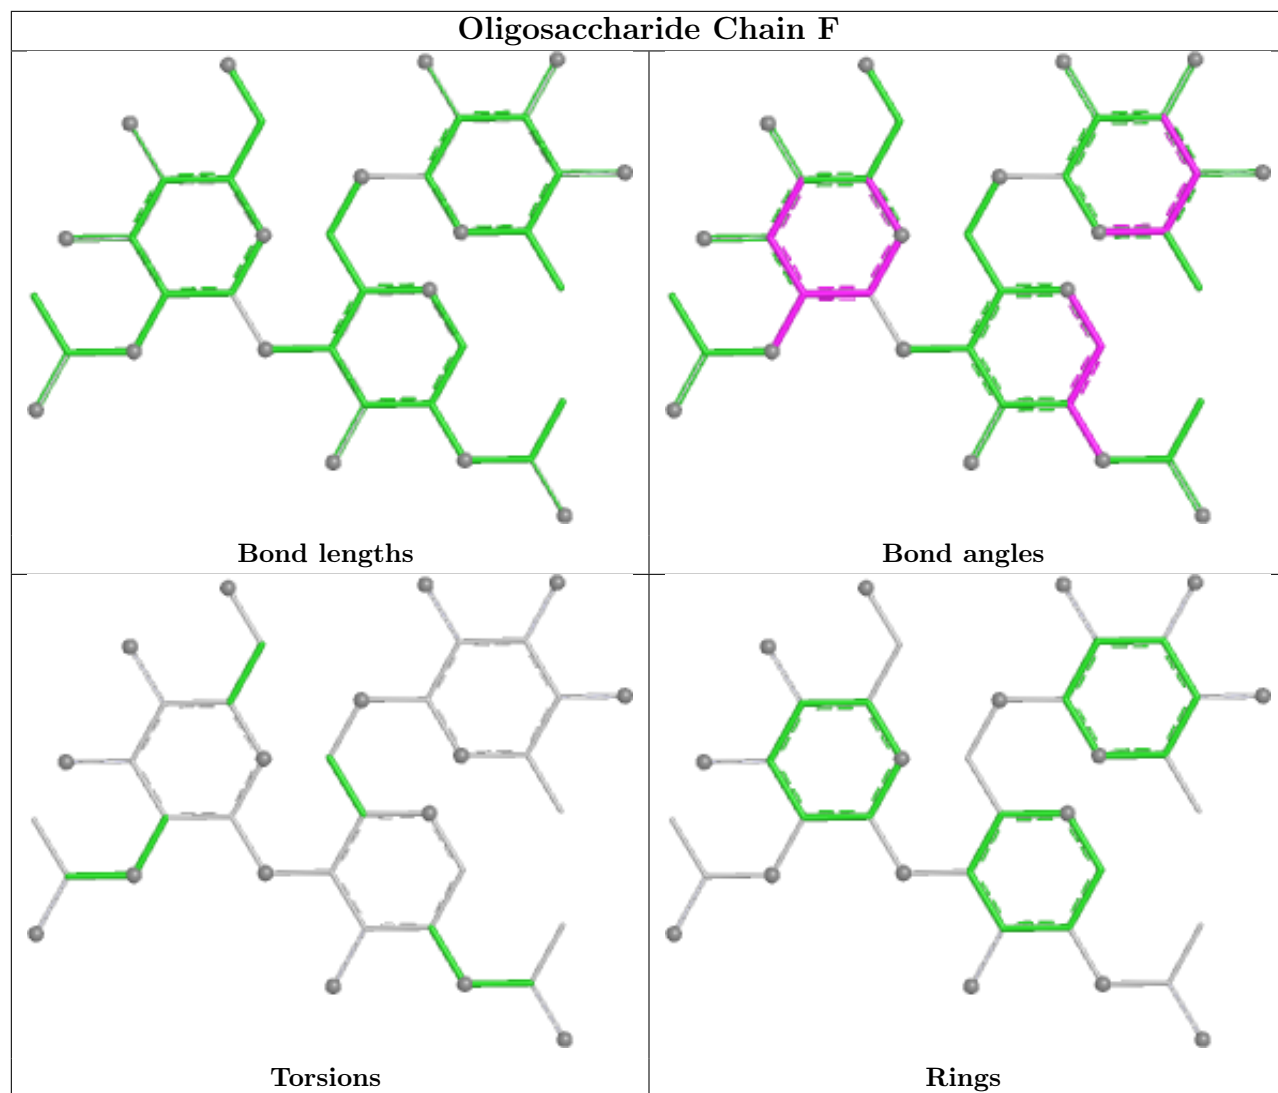 Oligosaccharide Chain F
Bond lengths
Bond angles
Torsions
Rings